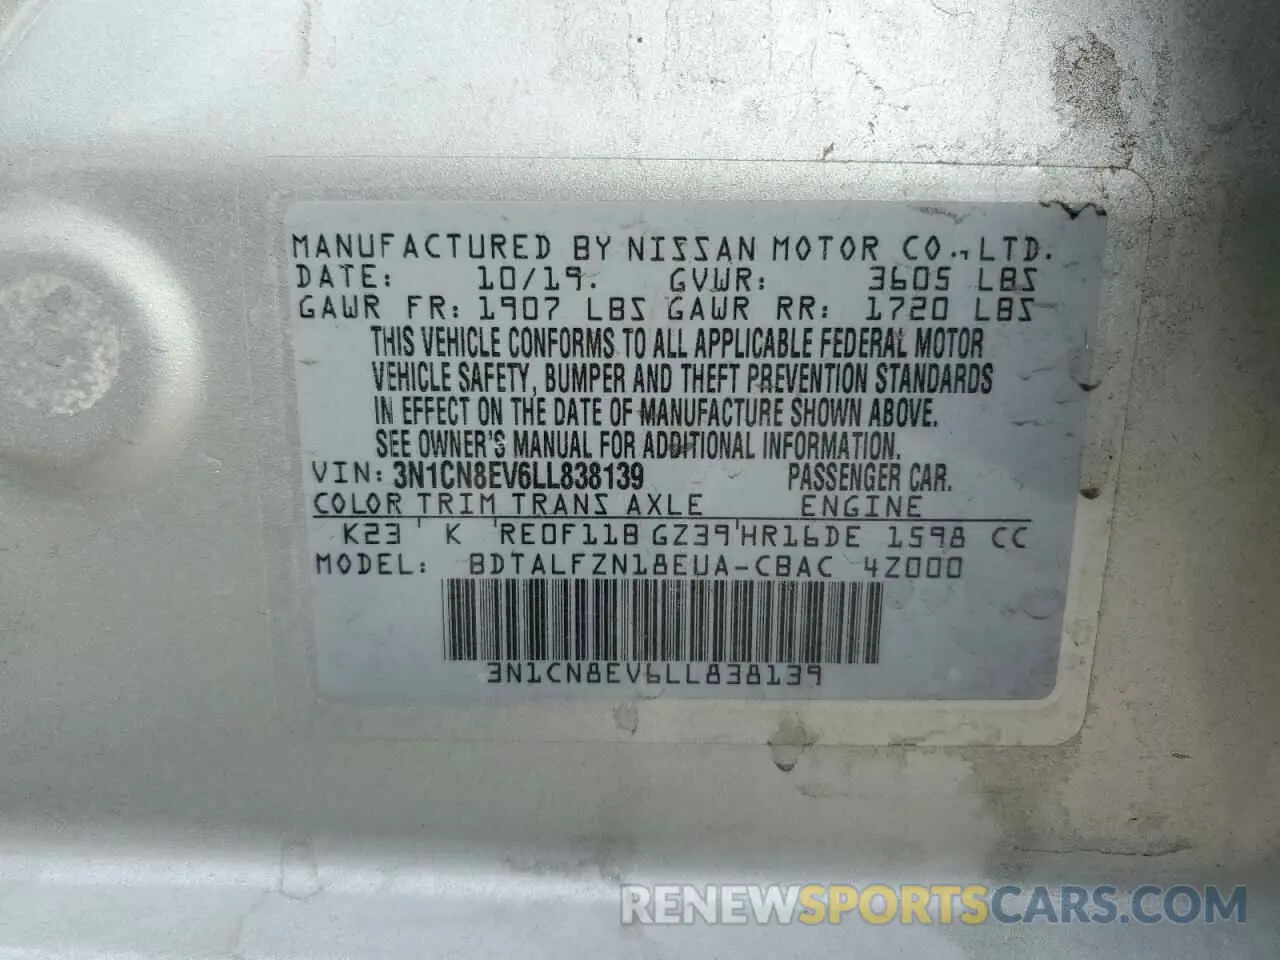 MANUFACTURED BY NISSAN MOTOR CO., LTD.
DATE: 10/19. GVWR: 3605 LBS
GAWR FR: 1907 LBS GAWR RR: 1720 LBS
THIS VEHICLE CONFORMS TO ALL APPLICABLE FEDERAL MOTOR
VEHICLE SAFETY, BUMPER AND THEFT PREVENTION STANDARDS
IN EFFECT ON THE DATE OF MANUFACTURE SHOWN ABOVE.
SEE OWNER'S MANUAL FOR ADDITIONAL INFORMATION.
VIN: 3N1CN8EV6LL838139 PASSENGER CAR.
COLOR TRIM TRANS AXLE ENGINE
K23 ' K 'RE0F11B GZ39'HR16DE 1598 CC
MODEL: BDTALFZN18EUA-CBAC 4Z000
3N1CN8EV6LL838139
RENEWSPORTSCARS.COM